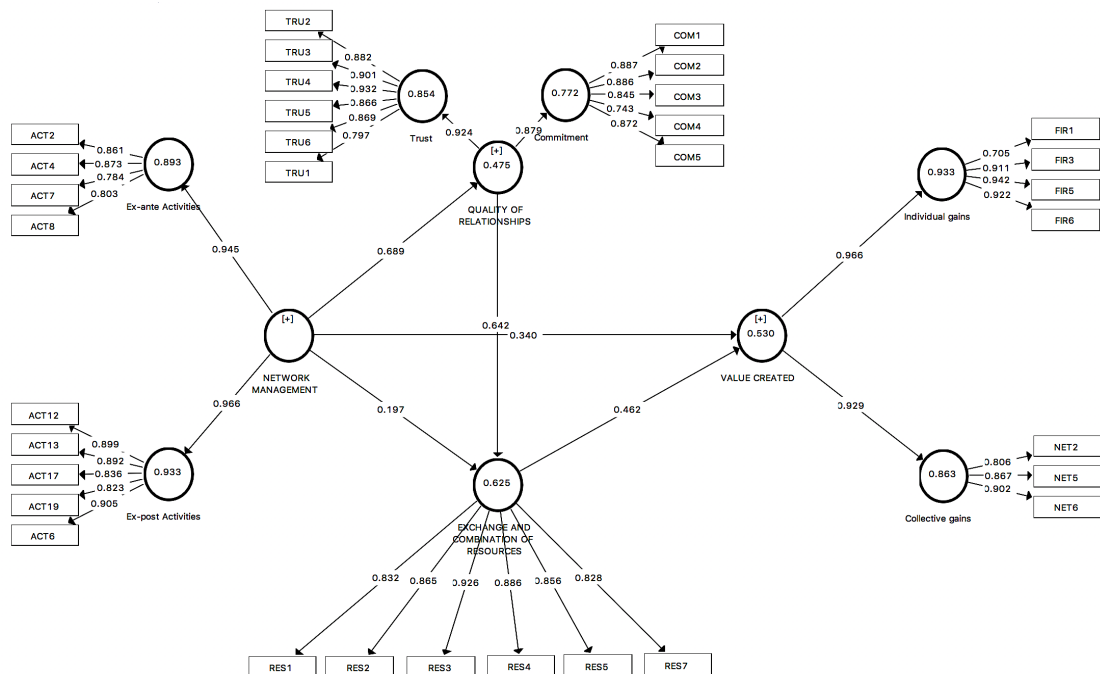 TRU2
TRU3
TRU4
TRU5
TRU6
TRU1
0.882
0.901
0.932
0.866
0.869
0.797
0.854
Trust
0.924
COM1
COM2
COM3
COM4
COM5
0.887
0.886
0.845
0.743
0.872
0.772
Commitment
0.879
[+]
0.475
QUALITY OF
RELATIONSHIPS
ACT2
ACT4
ACT7
ACT8
0.861
0.873
0.784
0.803
0.893
Ex-ante Activities
0.945
0.689
FIR1
FIR3
FIR5
FIR6
0.705
0.911
0.942
0.922
0.933
Individual gains
0.966
[+]
NETWORK
MANAGEMENT
0.642
0.340
[+]
0.530
VALUE CREATED
0.966
0.197
0.462
0.929
ACT12
ACT13
ACT17
ACT19
ACT6
0.899
0.892
0.836
0.823
0.905
0.933
Ex-post Activities
0.625
EXCHANGE AND
COMBINATION OF
RESOURCES
NET2
NET5
NET6
0.806
0.867
0.902
0.863
Collective gains
0.832
0.865
0.926
0.886
0.856
0.828
RES1
RES2
RES3
RES4
RES5
RES7